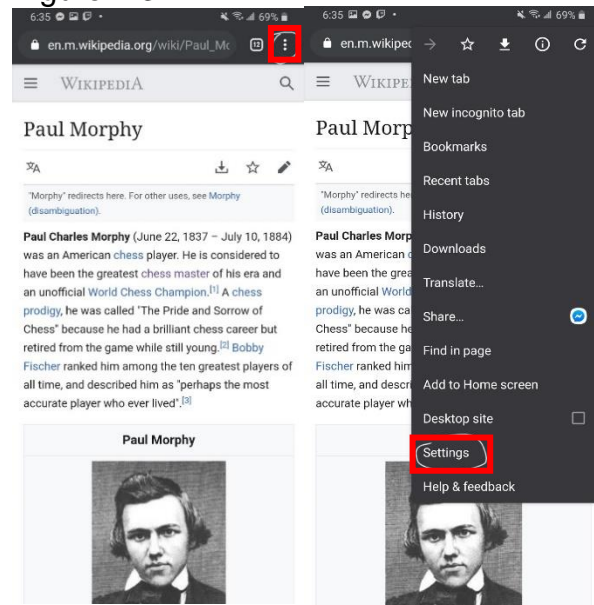 6:35
69%
en.m.wikipedia.org/wiki/Paul_Mo
12
WIKIPEDIA
Paul Morphy
"Morphy" redirects here. For other uses, see Morphy
(disambiguation).
Paul Charles Morphy (June 22, 1837 – July 10, 1884)
was an American chess player. He is considered to
have been the greatest chess master of his era and
an unofficial World Chess Champion.[1] A chess
prodigy, he was called "The Pride and Sorrow of
Chess" because he had a brilliant chess career but
retired from the game while still young.[2] Bobby
Fischer ranked him among the ten greatest players of
all time, and described him as "perhaps the most
accurate player who ever lived".[3]
Paul Morphy
6:35
69%
en.m.wikipec
WIKIPE
Paul Morp
"Morphy" redirects he
(disambiguation).
Paul Charles Morp
was an American c
have been the grea
an unofficial World
prodigy, he was ca
Chess" because he
retired from the ga
Fischer ranked him
all time, and descri
accurate player wh
New tab
New incognito tab
Bookmarks
Recent tabs
History
Downloads
Translate...
Share...
Find in page
Add to Home screen
Desktop site
Settings
Help & feedback